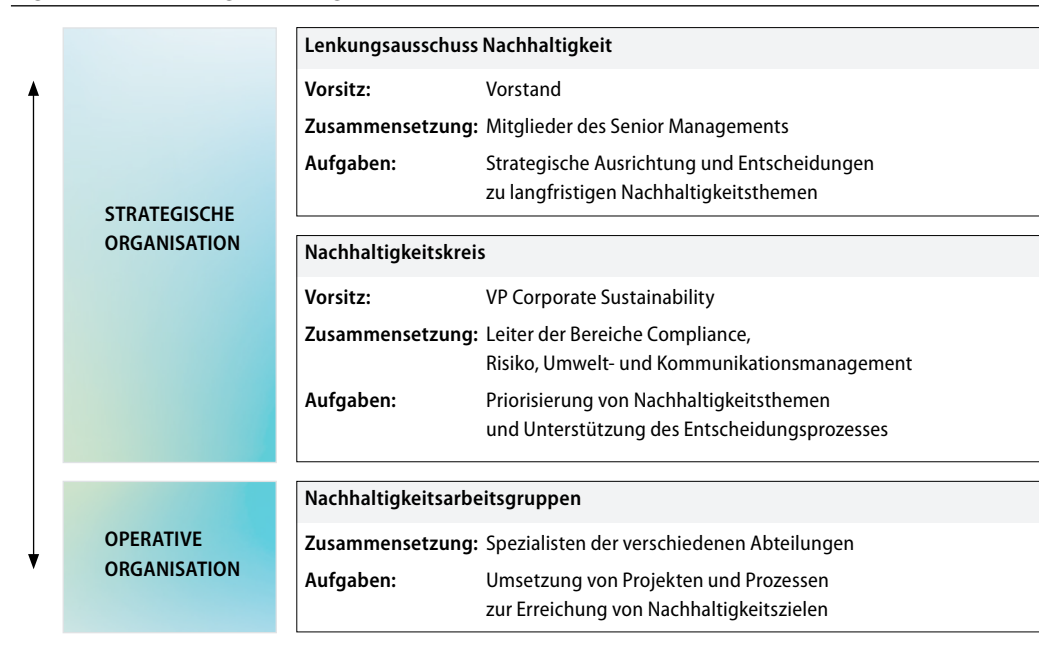 STRATEGISCHE
ORGANISATION
Lenkungsausschuss Nachhaltigkeit
Vorsitz: Vorstand
Zusammensetzung: Mitglieder des Senior Managements
Aufgaben: Strategische Ausrichtung und Entscheidungen
zu langfristigen Nachhaltigkeitsthemen
Nachhaltigkeitskreis
Vorsitz: VP Corporate Sustainability
Zusammensetzung: Leiter der Bereiche Compliance,
Risiko, Umwelt- und Kommunikationsmanagement
Aufgaben: Priorisierung von Nachhaltigkeitsthemen
und Unterstützung des Entscheidungsprozesses
OPERATIVE
ORGANISATION
Nachhaltigkeitsarbeitsgruppen
Zusammensetzung: Spezialisten der verschiedenen Abteilungen
Aufgaben: Umsetzung von Projekten und Prozessen
zur Erreichung von Nachhaltigkeitszielen